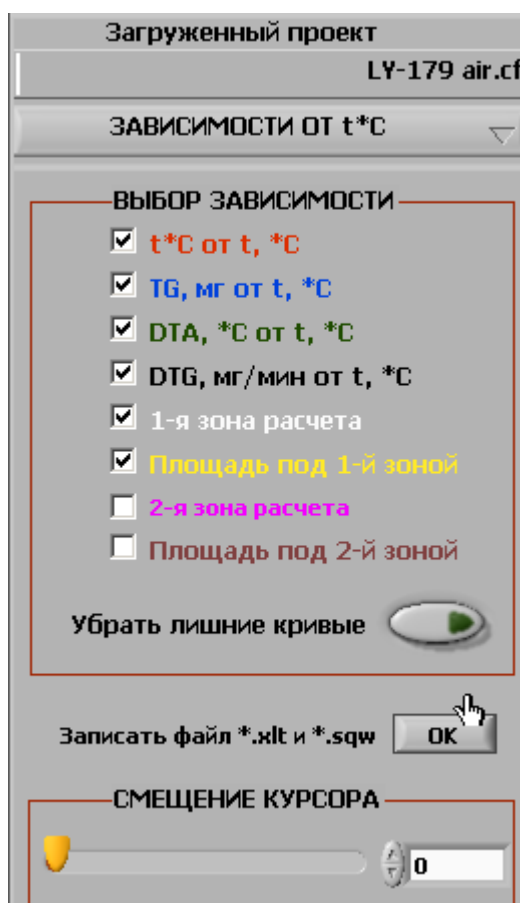 Загруженный проект
LY-179 air.cf
ЗАВИСИМОСТИ ОТ t*C
ВЫБОР ЗАВИСИМОСТИ
t*C от t, *C
TG, мг от t, *C
DTA, *C от t, *C
DTG, мг/мин от t, *C
1-я зона расчета
Площадь под 1-й зоной
2-я зона расчета
Площадь под 2-й зоной
Убрать лишние кривые
Записать файл *.xlt и *.sqw OK
СМЕЩЕНИЕ КУРСОРА
0